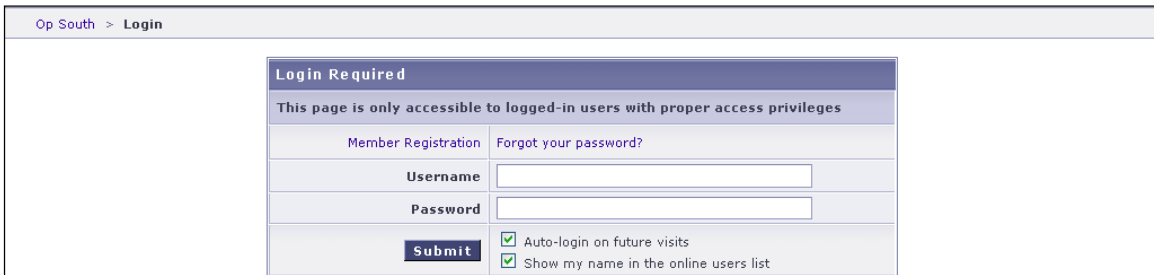 Op South > Login
Login Required
This page is only accessible to logged-in users with proper access privileges
Member Registration Forgot your password?
Username
Password
Submit Auto-login on future visits
Show my name in the online users list